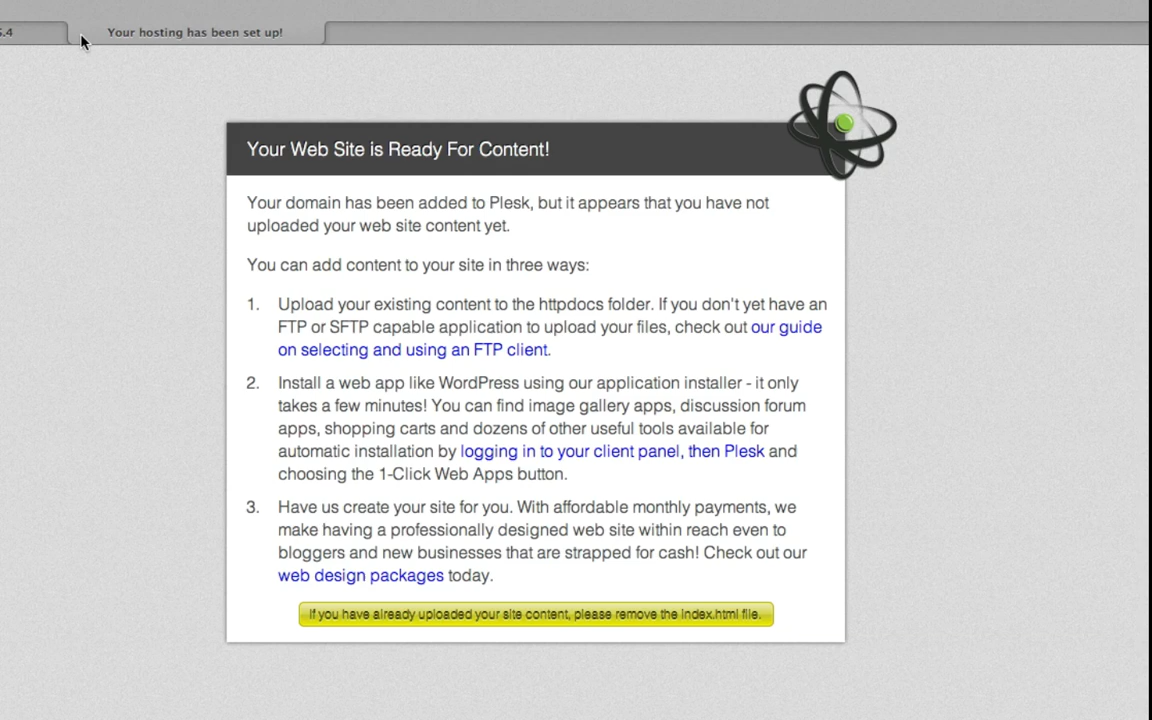 5.4
Your hosting has been set up!
Your Web Site is Ready For Content!
Your domain has been added to Plesk, but it appears that you have not
uploaded your web site content yet.
You can add content to your site in three ways:
1. Upload your existing content to the httpdocs folder. If you don't yet have an
FTP or SFTP capable application to upload your files, check out our guide
on selecting and using an FTP client.
2. Install a web app like WordPress using our application installer - it only
takes a few minutes! You can find image gallery apps, discussion forum
apps, shopping carts and dozens of other useful tools available for
automatic installation by logging in to your client panel, then Plesk and
choosing the 1-Click Web Apps button.
3. Have us create your site for you. With affordable monthly payments, we
make having a professionally designed web site within reach even to
bloggers and new businesses that are strapped for cash! Check out our
web design packages today.
If you have already uploaded your site content, please remove the index.html file.